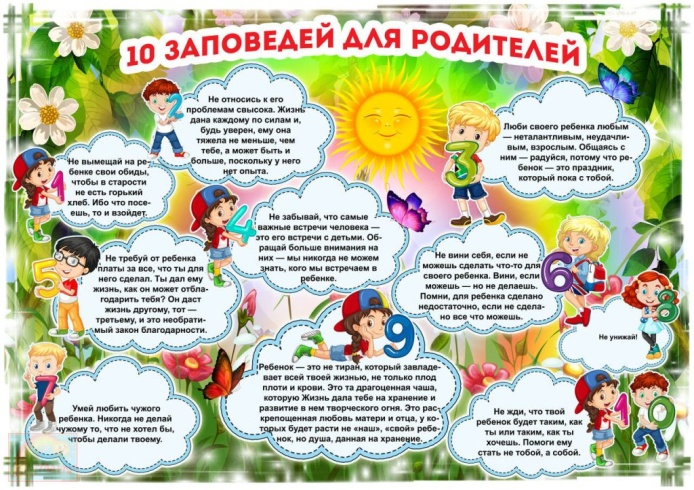 10 ЗАПОВЕДЕЙ ДЛЯ РОДИТЕЛЕЙ
1
Не вымещай на ре-
бенке свои обиды,
чтобы в старости
не есть горький
хлеб. Ибо что посе-
ешь, то и взойдет.
2
Не относись к его
проблемам свысока. Жизнь
дана каждому по силам и,
будь уверен, ему она
тяжела не меньше, чем
тебе, а может быть и
больше, поскольку у него
нет опыта.
3
Люби своего ребенка любым
— неталантливым, неудачли-
вым, взрослым. Общаясь с
ним — радуйся, потому что ре-
бенок — это праздник,
который пока с тобой.
4
Не забывай, что самые
важные встречи человека —
это его встречи с детьми. Об-
ращай больше внимания на
них — мы никогда не можем
знать, кого мы встречаем в
ребенке.
5
Не требуй от ребенка
платы за все, что ты для
него сделал. Ты дал ему
жизнь, как он может отбла-
годарить тебя? Он даст
жизнь другому, тот —
третьему, и это необрати-
мый закон благодарности.
6
Не вини себя, если не
можешь сделать что-то для
своего ребенка. Вини, если
можешь — но не делаешь.
Помни, для ребенка сделано
недостаточно, если не сдела-
но все что можешь.
7
Умей любить чужого
ребенка. Никогда не делай
чужому то, что не хотел бы,
чтобы делали твоему.
8
Не унижай!
9
Ребенок — это не тиран, который завладе-
вает всей твоей жизнью, не только плод
плоти и крови. Это та драгоценная чаша,
которую Жизнь дала тебе на хранение и
развитие в нем творческого огня. Это рас-
крепощенная любовь матери и отца, у ко-
торых будет расти не «наш», «свой» ребе-
нок, но душа, данная на хранение.
10
Не жди, что твой
ребенок будет таким, как
ты или таким, как ты
хочешь. Помоги ему
стать не тобой, а собой.